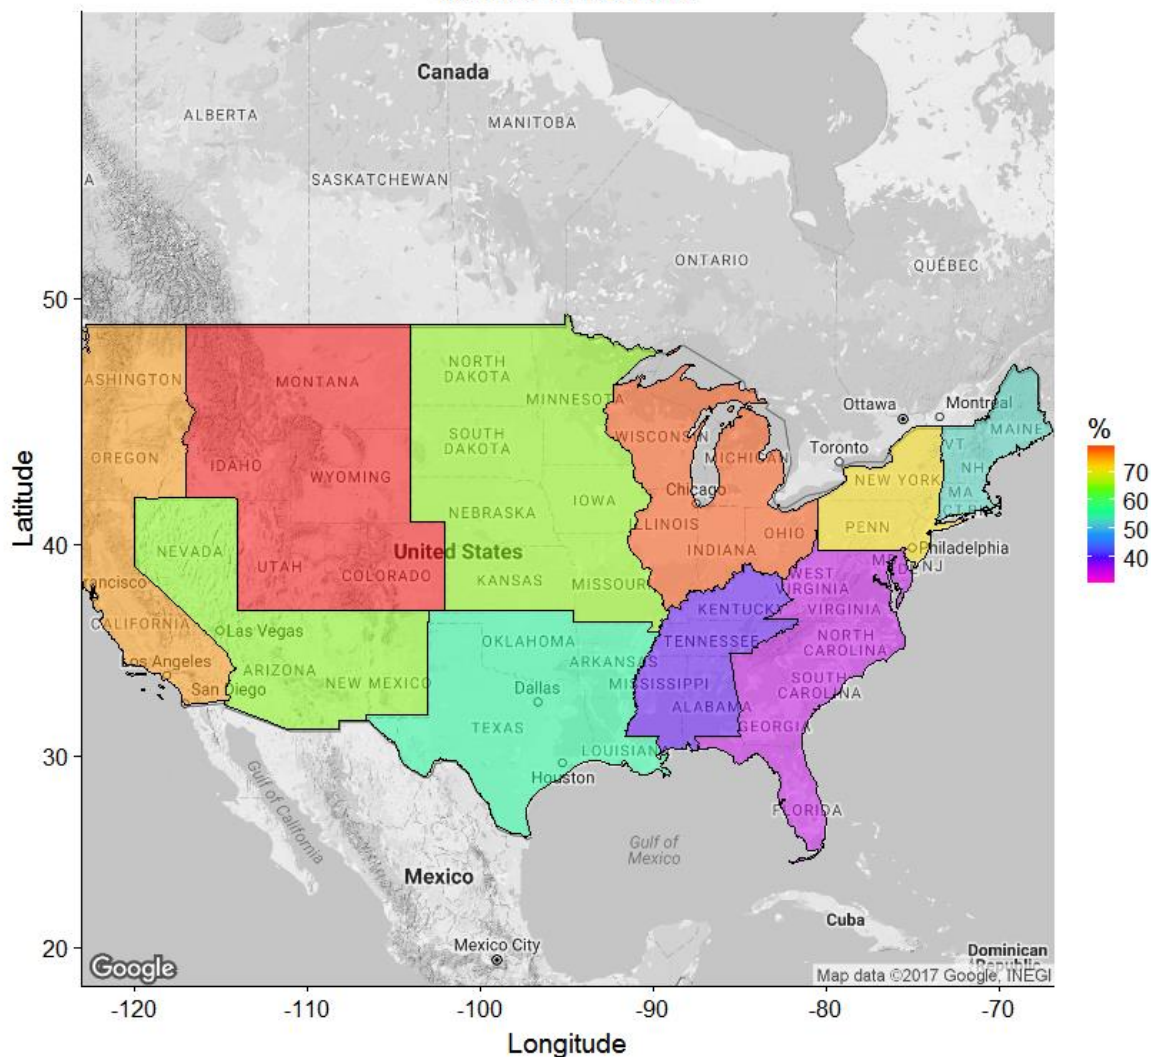 Canada
ALBERTA
MANITOBA
A
SASKATCHEWAN
ONTARIO
QUÉBEC
50
NORTH
DAKOTA
ASHINGTON
MONTANA
MINNESOTA
Ottawa
Montreal
%
MAINE
OREGON
IDAHO
WYOMING
SOUTH
DAKOTA
WISCONSIN
MICHIGAN
Toronto
VT
NH
70
NEW YORK
MA
60
Chicago
IOWA
NEBRASKA
ILLINOIS
INDIANA
OHIO
PENN
50
40
Latitude
NEVADA
UTAH
COLORADO
United States
KANSAS
MISSOUR
Philadelphia
NJ
40
WEST
VIRGINIA
KENTUCKY
VIRGINIA
rancisco
CALIFORNIA
Las Vegas
OKLAHOMA
TENNESSEE
NORTH
CAROLINA
Los Angeles
ARIZONA
NEW MEXICO
ARKANSAS
San Diego
Dallas
MISSISSIPPI
SOUTH
CAROLINA
ALABAMA
TEXAS
GEORGIA
30
LOUISIAN
Houston
Gulf of California
FLORIDA
Gulf of
Mexico
Mexico
Cuba
20
Mexico City
Dominican
Republic
Google
Map data ©2017 Google, INEGI
-120
-110
-100
-90
-80
-70
Longitude